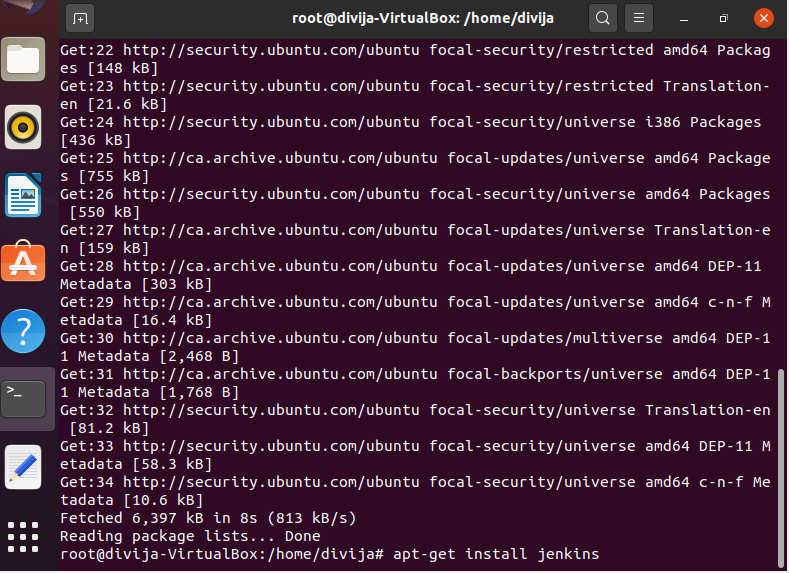 root@divija-VirtualBox: /home/divija
Get:22 http://security.ubuntu.com/ubuntu focal-security/restricted amd64 Packag
es [148 kB]
Get:23 http://security.ubuntu.com/ubuntu focal-security/restricted Translation-
en [21.6 kB]
Get:24 http://security.ubuntu.com/ubuntu focal-security/universe i386 Packages
[436 kB]
Get:25 http://ca.archive.ubuntu.com/ubuntu focal-updates/universe amd64 Package
s [755 kB]
Get:26 http://security.ubuntu.com/ubuntu focal-security/universe amd64 Packages
[550 kB]
Get:27 http://ca.archive.ubuntu.com/ubuntu focal-updates/universe Translation-e
n [159 kB]
Get:28 http://ca.archive.ubuntu.com/ubuntu focal-updates/universe amd64 DEP-11
Metadata [303 kB]
Get:29 http://ca.archive.ubuntu.com/ubuntu focal-updates/universe amd64 c-n-f M
etadata [16.4 kB]
Get:30 http://ca.archive.ubuntu.com/ubuntu focal-updates/multiverse amd64 DEP-1
1 Metadata [2,468 B]
Get:31 http://ca.archive.ubuntu.com/ubuntu focal-backports/universe amd64 DEP-1
1 Metadata [1,768 B]
Get:32 http://security.ubuntu.com/ubuntu focal-security/universe Translation-en
[81.2 kB]
Get:33 http://security.ubuntu.com/ubuntu focal-security/universe amd64 DEP-11 M
etadata [58.3 kB]
Get:34 http://security.ubuntu.com/ubuntu focal-security/universe amd64 c-n-f Me
tadata [10.6 kB]
Fetched 6,397 kB in 8s (813 kB/s)
Reading package lists... Done
root@divija-VirtualBox:/home/divija# apt-get install jenkins